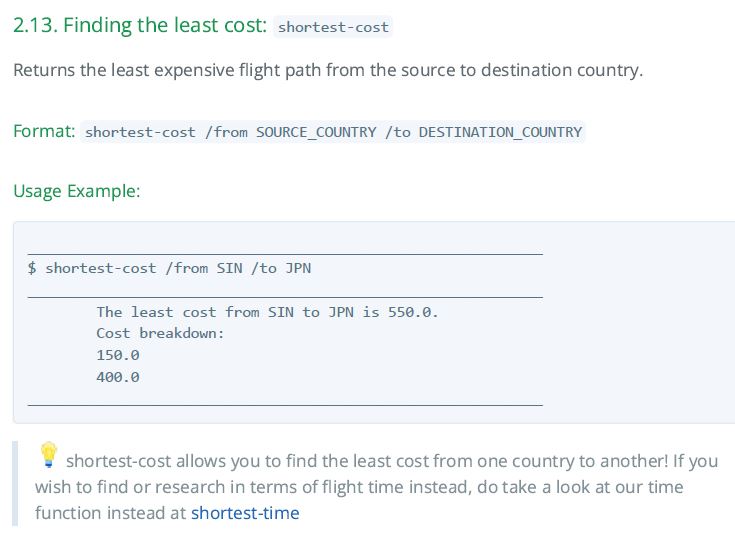 2.13. Finding the least cost: shortest-cost
Returns the least expensive flight path from the source to destination country.
Format: shortest-cost /from SOURCE_COUNTRY /to DESTINATION_COUNTRY
Usage Example:
$ shortest-cost /from SIN /to JPN
The least cost from SIN to JPN is 550.0.
Cost breakdown:
150.0
400.0
shortest-cost allows you to find the least cost from one country to another! If you
wish to find or research in terms of flight time instead, do take a look at our time
function instead at shortest-time